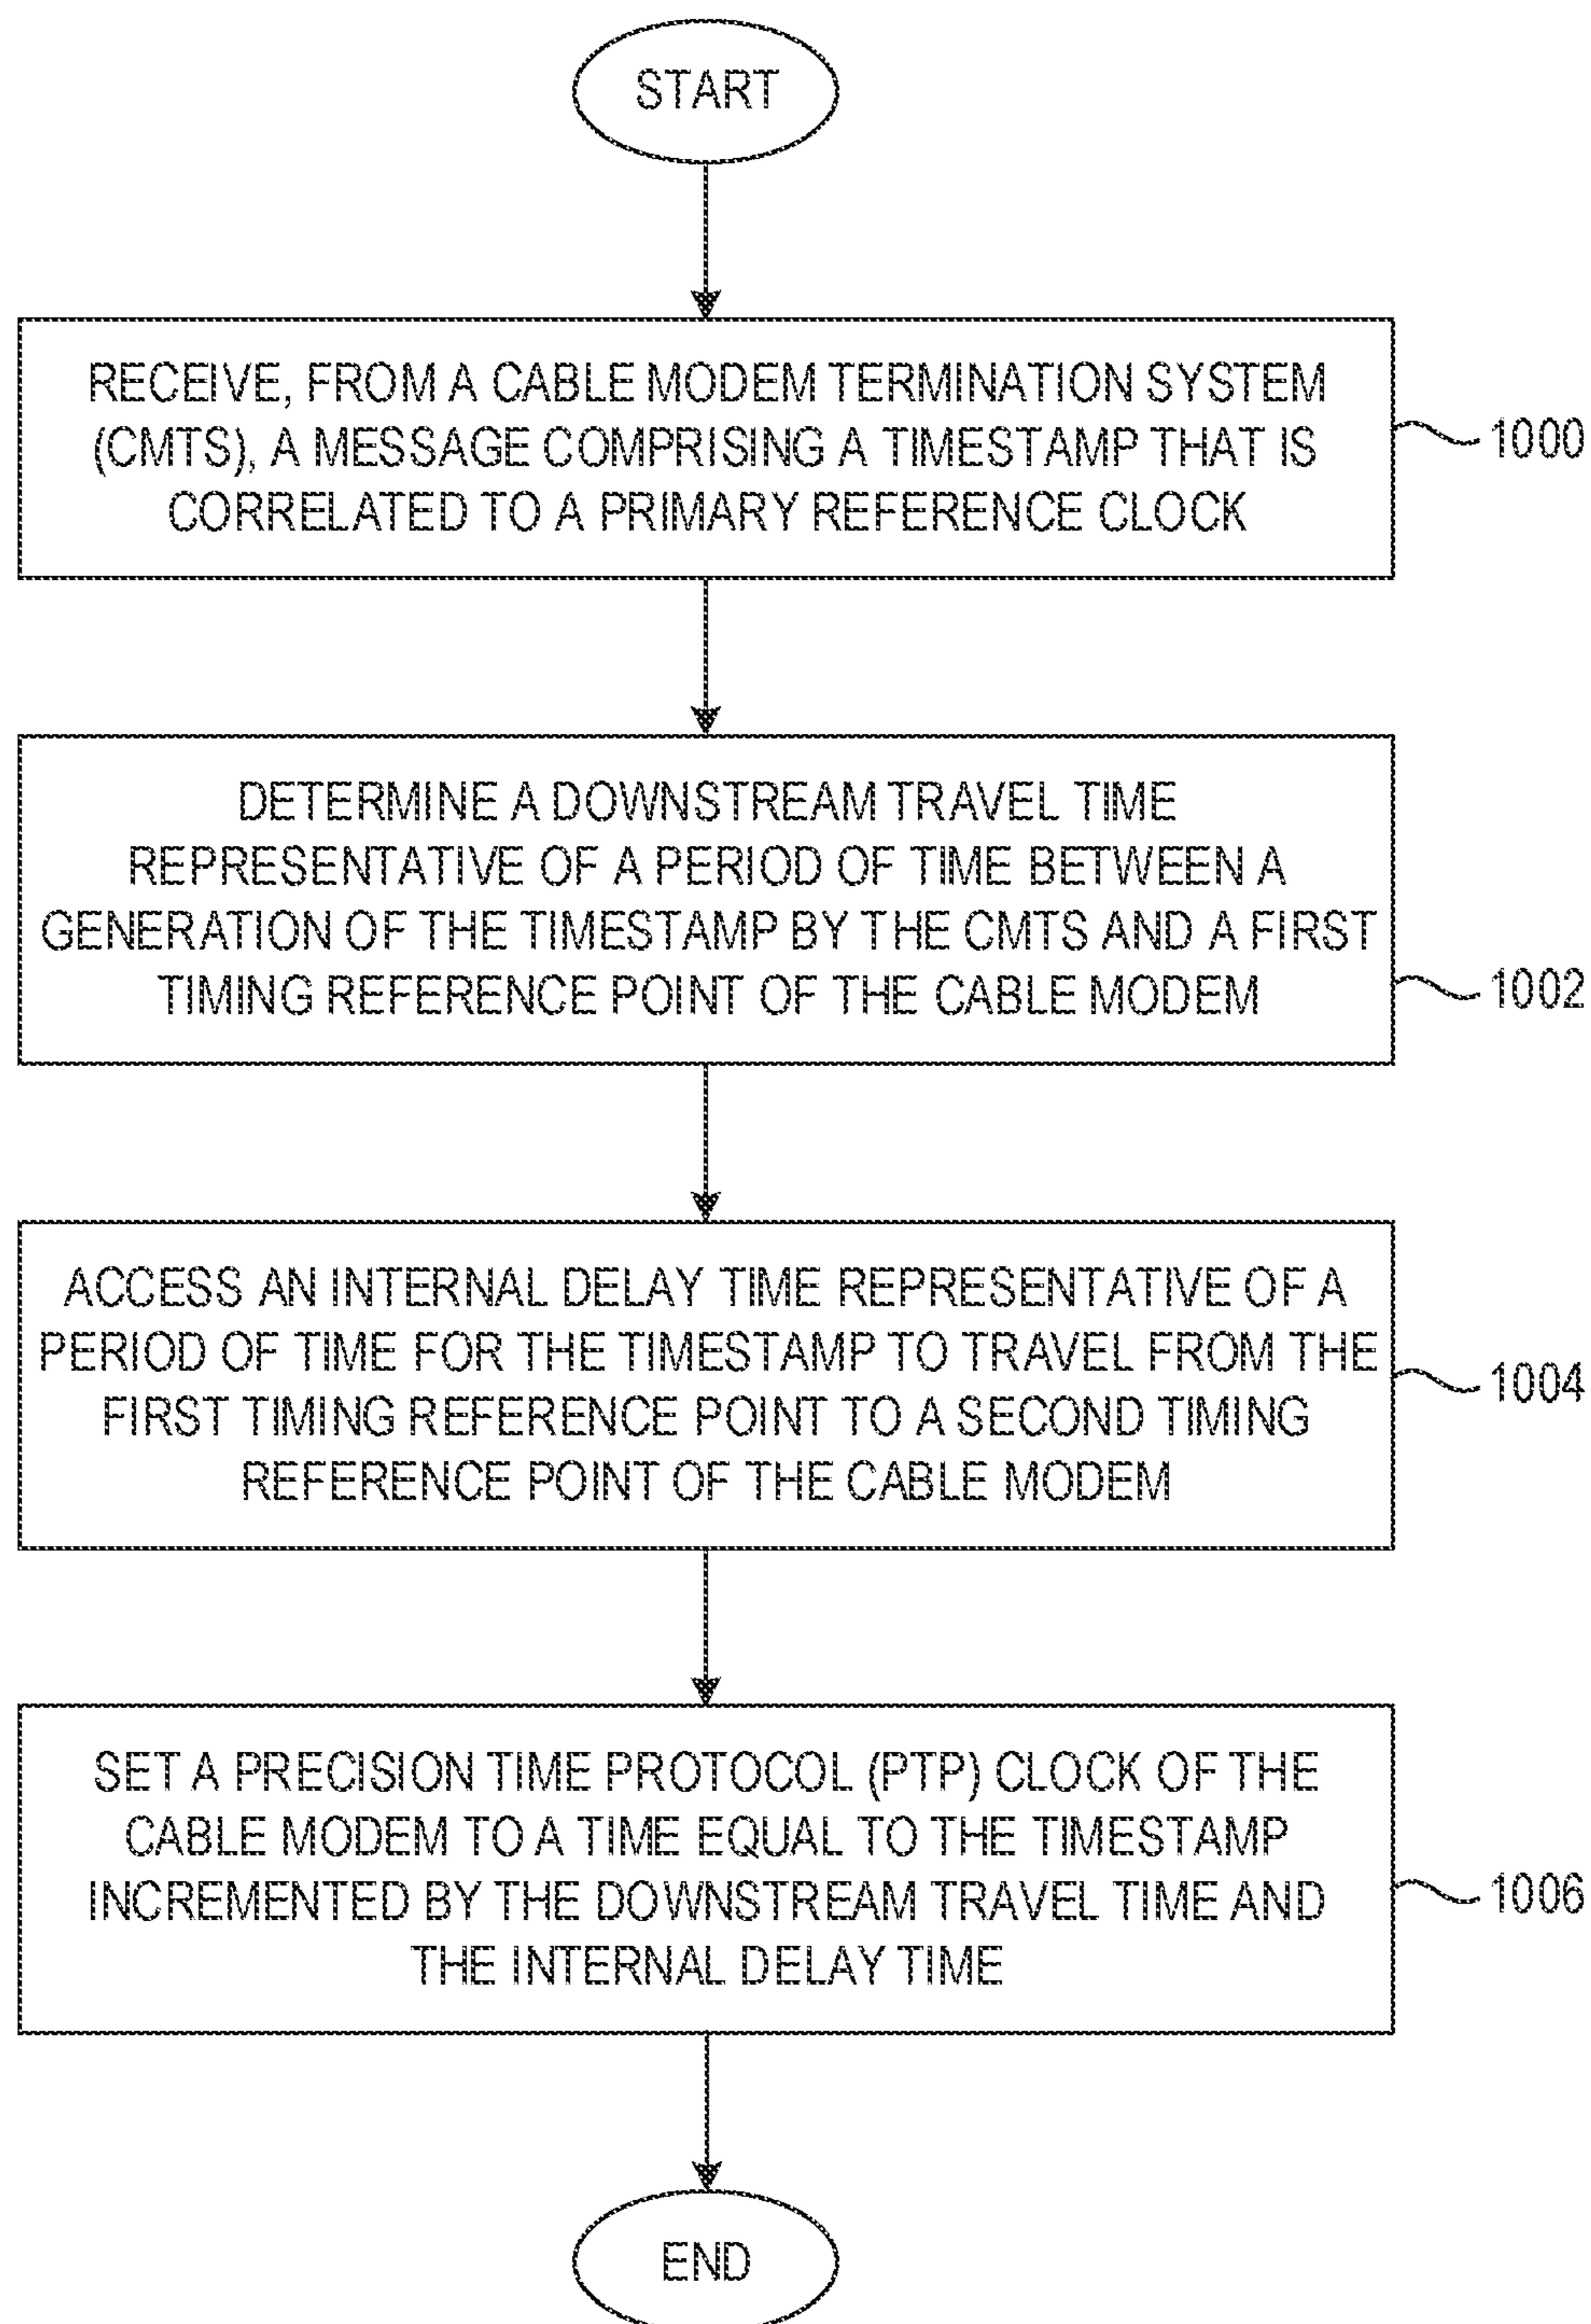 START
RECEIVE, FROM A CABLE MODEM TERMINATION SYSTEM
(CMTS), A MESSAGE COMPRISING A TIMESTAMP THAT IS
CORRELATED TO A PRIMARY REFERENCE CLOCK
1000
DETERMINE A DOWNSTREAM TRAVEL TIME
REPRESENTATIVE OF A PERIOD OF TIME BETWEEN A
GENERATION OF THE TIMESTAMP BY THE CMTS AND A FIRST
TIMING REFERENCE POINT OF THE CABLE MODEM
1002
ACCESS AN INTERNAL DELAY TIME REPRESENTATIVE OF A
PERIOD OF TIME FOR THE TIMESTAMP TO TRAVEL FROM THE
FIRST TIMING REFERENCE POINT TO A SECOND TIMING
REFERENCE POINT OF THE CABLE MODEM
1004
SET A PRECISION TIME PROTOCOL (PTP) CLOCK OF THE
CABLE MODEM TO A TIME EQUAL TO THE TIMESTAMP
INCREMENTED BY THE DOWNSTREAM TRAVEL TIME AND
THE INTERNAL DELAY TIME
1006
END